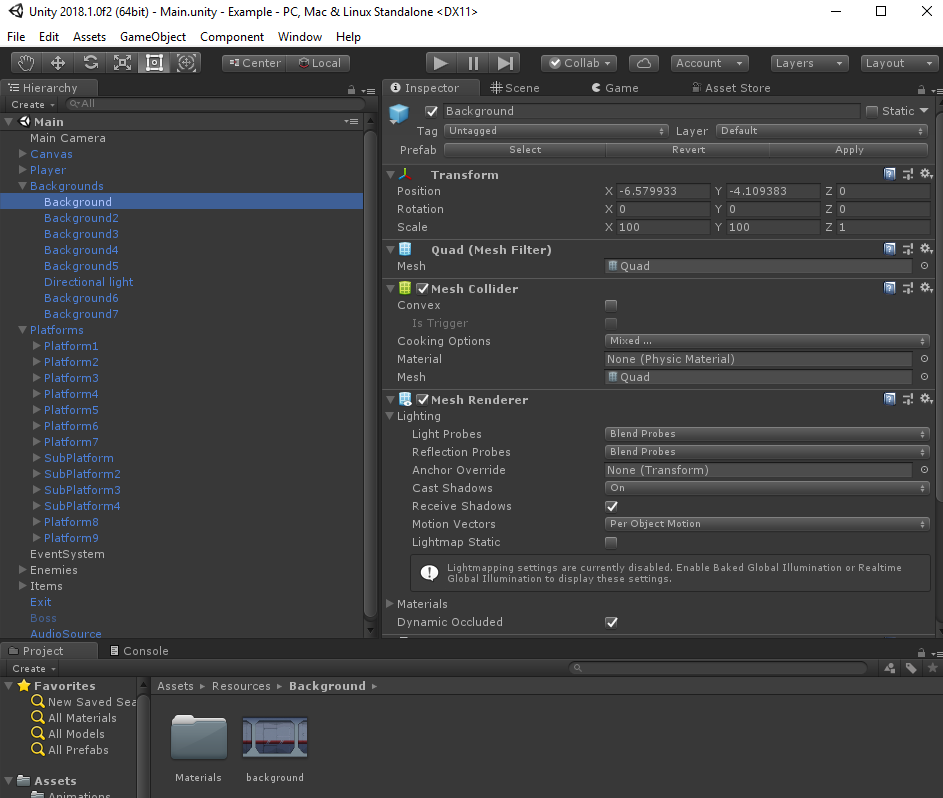 Unity 2018.1.0f2 (64bit) - Main.unity - Example - PC, Mac & Linux Standalone <DX11>
File Edit Assets GameObject Component Window Help
Center Local Collab Account Layers Layout
Hierarchy
Create All
Main
Main Camera
Canvas
Player
Backgrounds
Background
Background2
Background3
Background4
Background5
Directional light
Background6
Background7
Platforms
Platform1
Platform2
Platform3
Platform4
Platform5
Platform6
Platform7
SubPlatform
SubPlatform2
SubPlatform3
SubPlatform4
Platform8
Platform9
EventSystem
Enemies
Items
Exit
Boss
AudioSource
Inspector Scene Game Asset Store
Background Static
Tag Untagged Layer Default
Prefab Select Revert Apply
Transform
Position X -6.579933 Y -4.109383 Z 0
Rotation X 0 Y 0 Z 0
Scale X 100 Y 100 Z 1
Quad (Mesh Filter)
Mesh Quad
Mesh Collider
Convex
Is Trigger
Cooking Options Mixed ...
Material None (Physic Material)
Mesh Quad
Mesh Renderer
Lighting
Light Probes Blend Probes
Reflection Probes Blend Probes
Anchor Override None (Transform)
Cast Shadows On
Receive Shadows
Motion Vectors Per Object Motion
Lightmap Static
Lightmapping settings are currently disabled. Enable Baked Global Illumination or Realtime
Global Illumination to display these settings.
Materials
Dynamic Occluded
Project Console
Create
Favorites
New Saved Sea
All Materials
All Models
All Prefabs
Assets
Animations
Assets Resources Background
Materials background